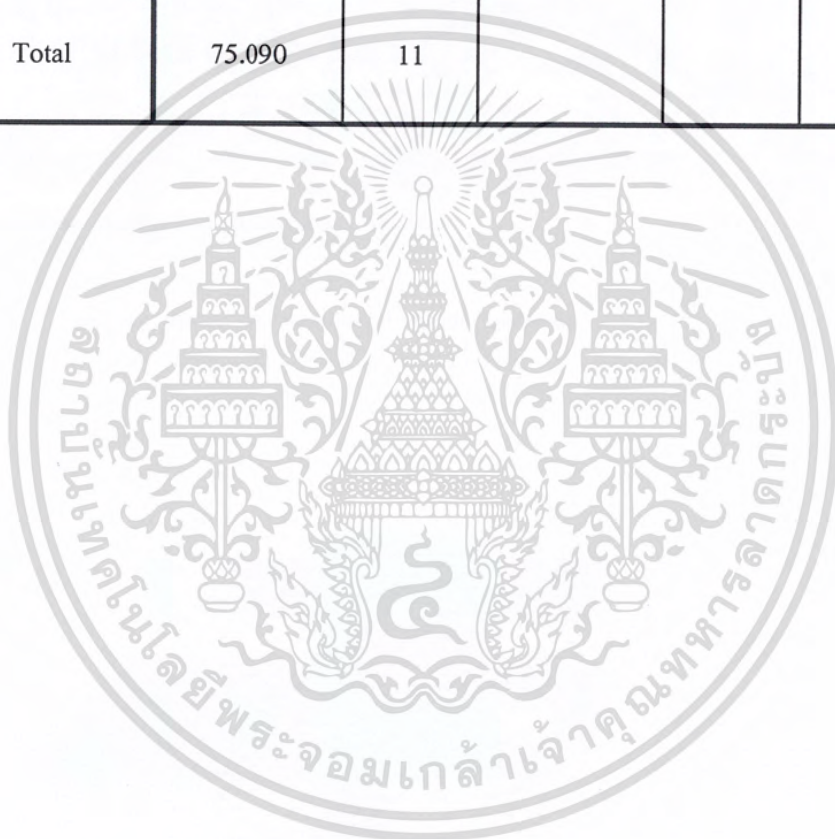 Total 75.090 11
สถาบันเทคโนโลยีพระจอมเกล้าเจ้าคุณทหารลาดกระบัง